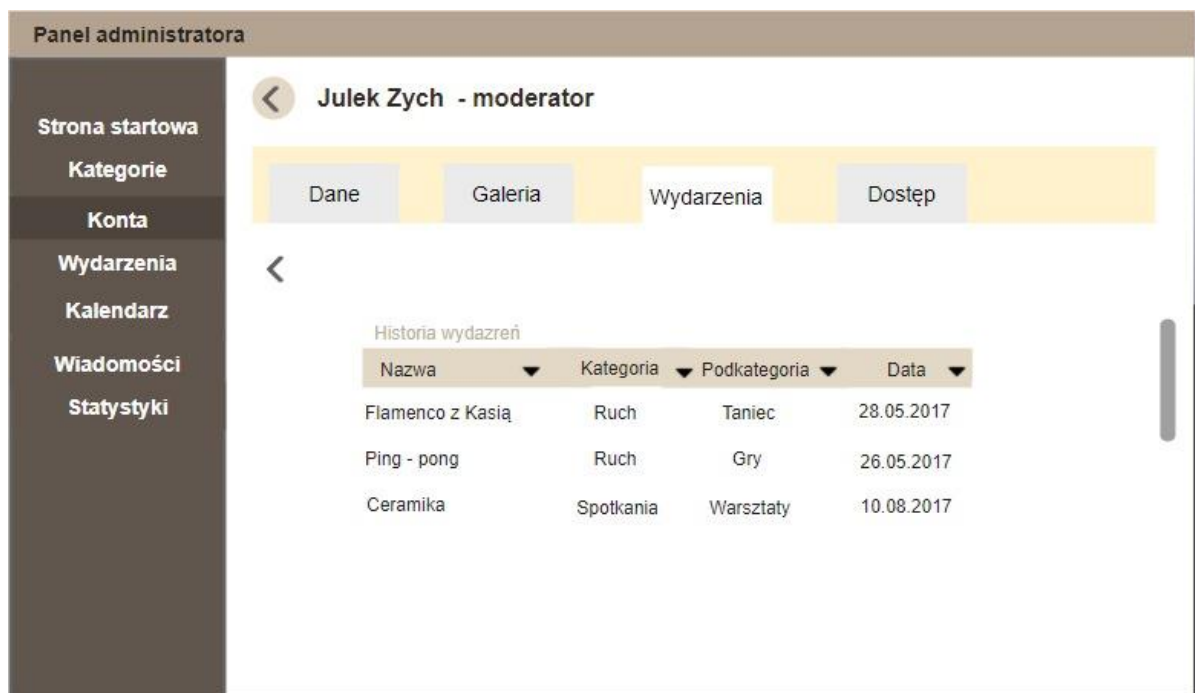 Panel administratora
Strona startowa
Kategorie
Konta
Wydarzenia
Kalendarz
Wiadomości
Statystyki
Julek Zych - moderator
Dane Galeria Wydarzenia Dostęp
Historia wydazreń
Nazwa Kategoria Podkategoria Data
Flamenco z Kasią Ruch Taniec 28.05.2017
Ping - pong Ruch Gry 26.05.2017
Ceramika Spotkania Warsztaty 10.08.2017